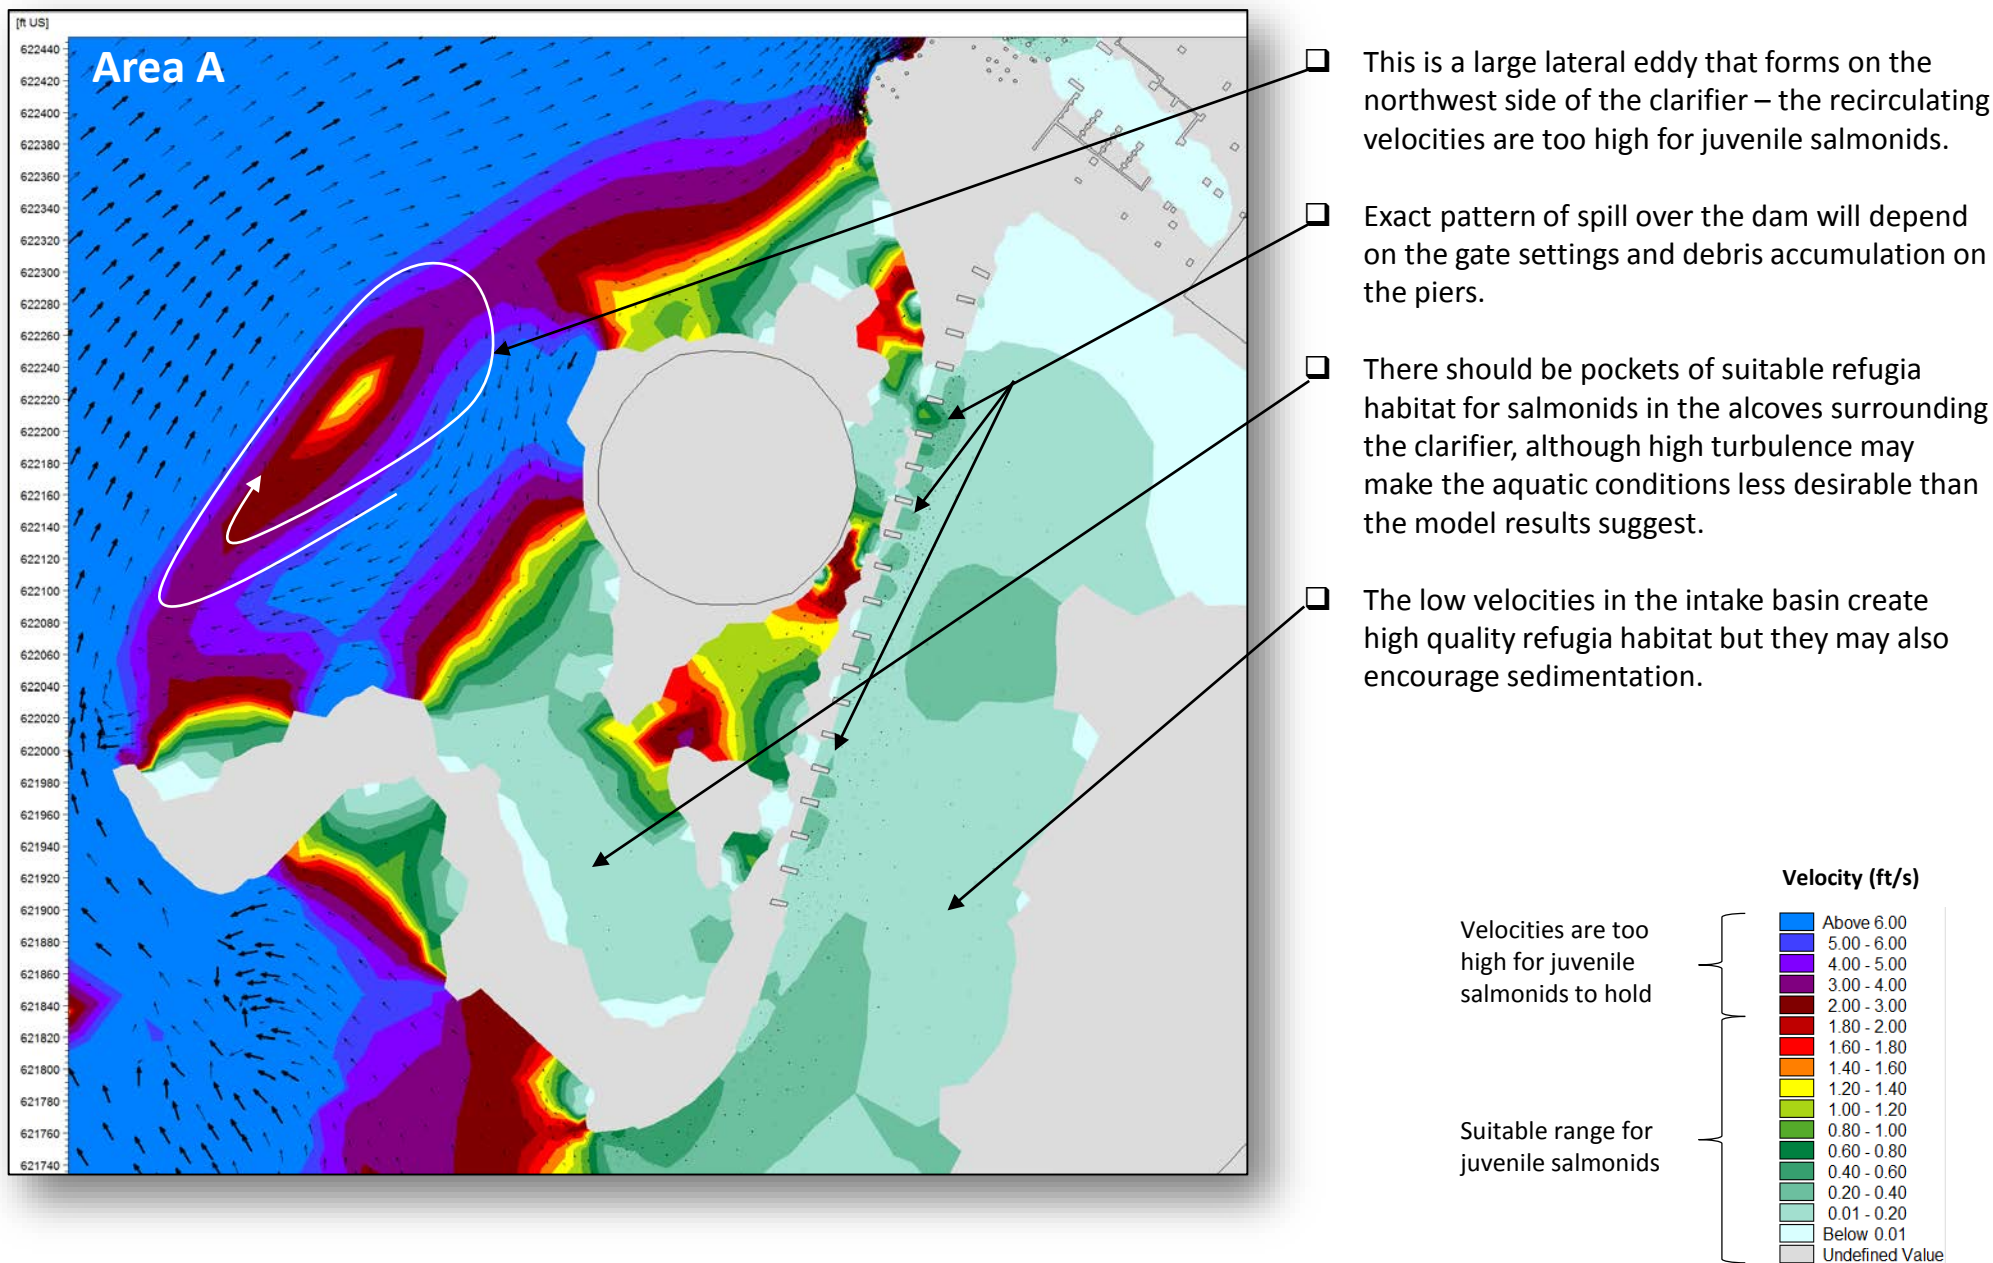 [ft US]
Area A
622440
622420
622400
622380
622360
622340
622320
622300
622280
622260
622240
622220
622200
622180
622160
622140
622120
622100
622080
622060
622040
622020
622000
621980
621960
621940
621920
621900
621880
621860
621840
621820
621800
621780
621760
621740
This is a large lateral eddy that forms on the
northwest side of the clarifier – the recirculating
velocities are too high for juvenile salmonids.
Exact pattern of spill over the dam will depend
on the gate settings and debris accumulation on
the piers.
There should be pockets of suitable refugia
habitat for salmonids in the alcoves surrounding
the clarifier, although high turbulence may
make the aquatic conditions less desirable than
the model results suggest.
The low velocities in the intake basin create
high quality refugia habitat but they may also
encourage sedimentation.
Velocity (ft/s)
Velocities are too
high for juvenile
salmonids to hold
Suitable range for
juvenile salmonids
Above 6.00
5.00 - 6.00
4.00 - 5.00
3.00 - 4.00
2.00 - 3.00
1.80 - 2.00
1.60 - 1.80
1.40 - 1.60
1.20 - 1.40
1.00 - 1.20
0.80 - 1.00
0.60 - 0.80
0.40 - 0.60
0.20 - 0.40
0.01 - 0.20
Below 0.01
Undefined Value